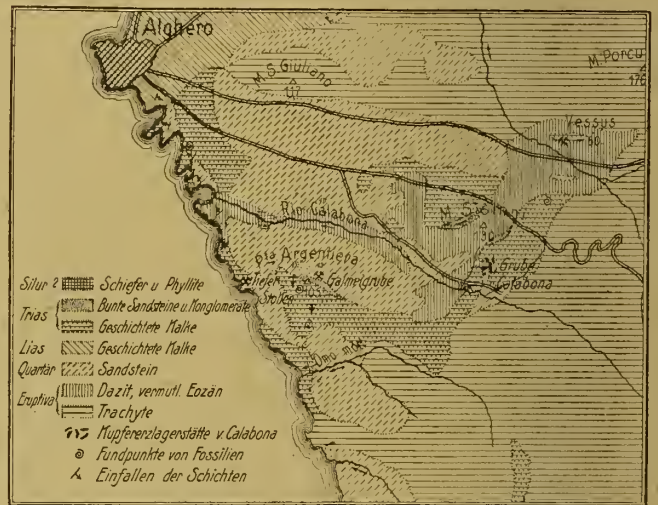 Alghero
M. S. Giuliano
117
M. Porcu
176
Vessus
50
Rio Calabona
30
Grube
Calabona
Pta Argentiera
Tiefer
Stollen
Galmeigrube
Silur ? Schiefer u. Phyllite
Trias Bunte Sandsteine u. Konglomerate
Geschichtete Kalke
Lias Geschichtete Kalke
Quartär Sandstein
Eruptiva Dazit, vermutl. Eozän
Trachyte
Kupfererzlagerstätte v. Calabona
Fundpunkte von Fossilien
Einfallen der Schichten